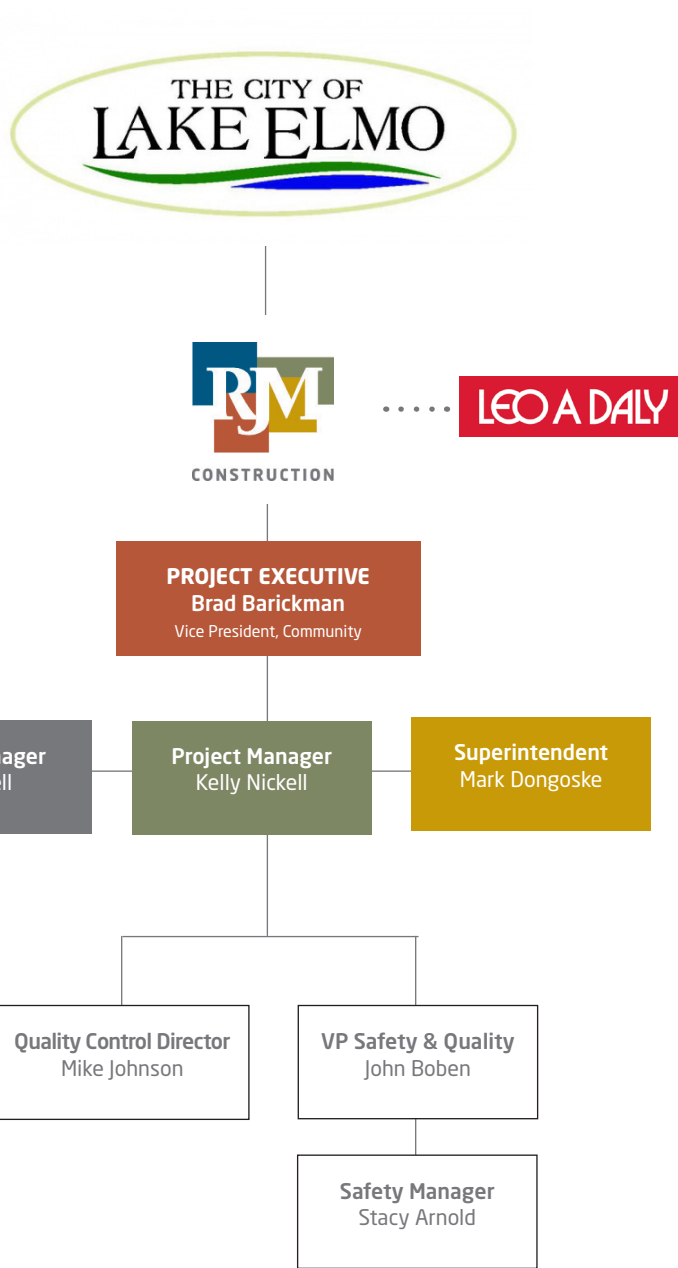 THE CITY OF
LAKE ELMO
RJM
CONSTRUCTION
LEO A DALY
PROJECT EXECUTIVE
Brad Barickman
Vice President, Community
Project Manager
Kelly Nickell
Superintendent
Mark Dongoske
Quality Control Director
Mike Johnson
VP Safety & Quality
John Boben
Safety Manager
Stacy Arnold